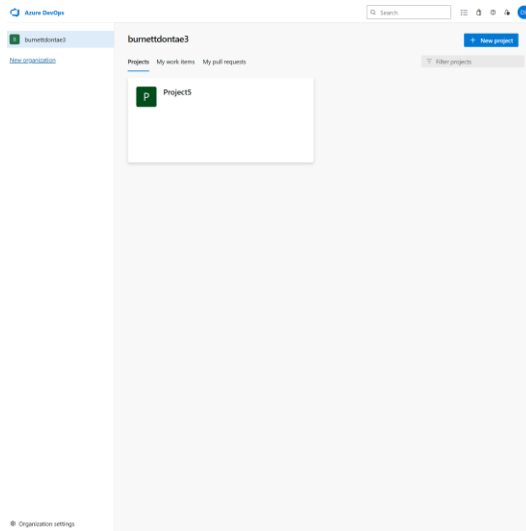 Azure DevOps
Search
burnettdontae3
New organization
burnettdontae3
+ New project
Projects My work items My pull requests
Filter projects
P Project5
Organization settings